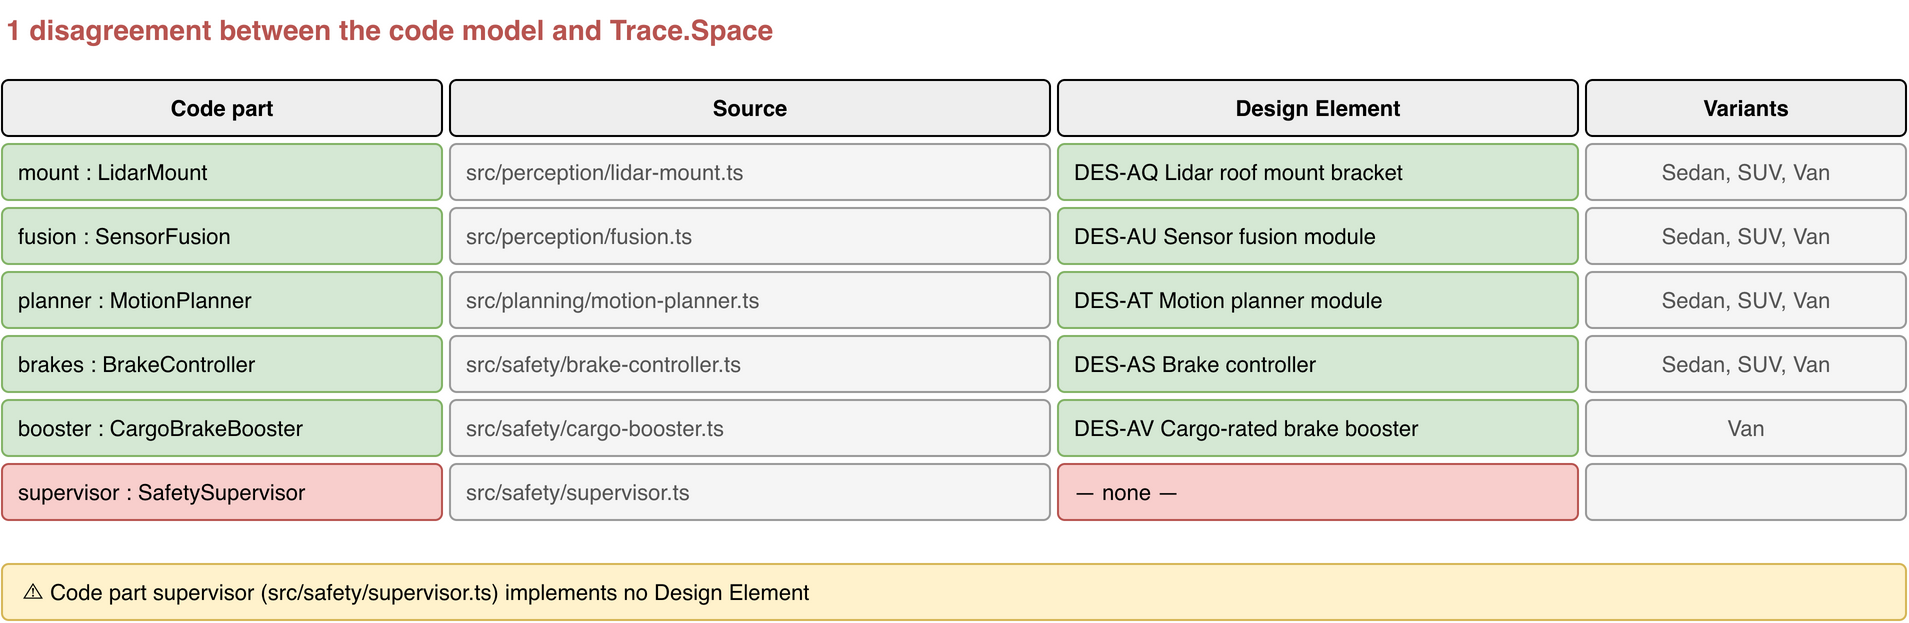 1 disagreement between the code model and Trace.Space
Code part Source Design Element Variants
mount : LidarMount src/perception/lidar-mount.ts DES-AQ Lidar roof mount bracket Sedan, SUV, Van
fusion : SensorFusion src/perception/fusion.ts DES-AU Sensor fusion module Sedan, SUV, Van
planner : MotionPlanner src/planning/motion-planner.ts DES-AT Motion planner module Sedan, SUV, Van
brakes : BrakeController src/safety/brake-controller.ts DES-AS Brake controller Sedan, SUV, Van
booster : CargoBrakeBooster src/safety/cargo-booster.ts DES-AV Cargo-rated brake booster Van
supervisor : SafetySupervisor src/safety/supervisor.ts — none —
⚠ Code part supervisor (src/safety/supervisor.ts) implements no Design Element